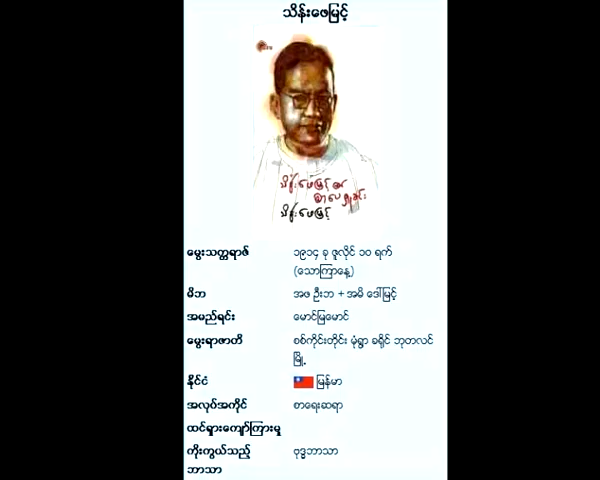 သိန်းဖေမြင့်
သိန်းဖေမြင့်၏
သိန်းဖေမြင့်
မွေးသက္ကရာဇ် ၁၉၁၄ ခု ဇူလိုင် ၁၀ ရက်
(သောကြာနေ့)
မိဘ အဖ ဦးဘ + အမိ ဒေါ်မြင့်
အမည်ရင်း မောင်မြမောင်
မွေးရာဇာတိ စစ်ကိုင်းတိုင်း မုံရွာ ခရိုင် ဘုတလင်
မြို့
နိုင်ငံ မြန်မာ
အလုပ်အကိုင် စာရေးဆရာ
ထင်ရှားကျော်ကြားမှု
ကိုးကွယ်သည့် ဗုဒ္ဓဘာသာ
ဘာသာ